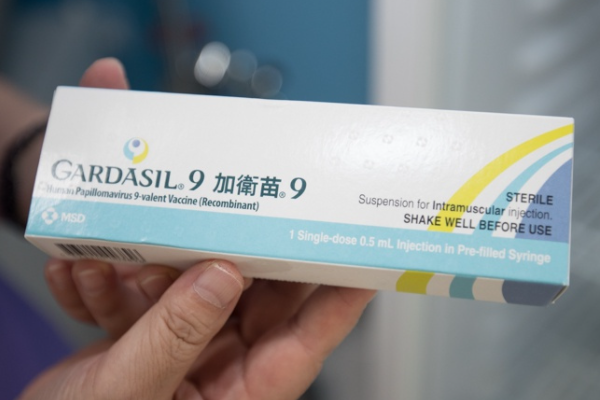 GARDASIL® 9 加衛苗® 9
Human Papillomavirus 9-valent Vaccine (Recombinant)
MSD
STERILE
Suspension for Intramuscular injection.
SHAKE WELL BEFORE USE
1 Single-dose 0.5 mL Injection in Pre-filled Syringe